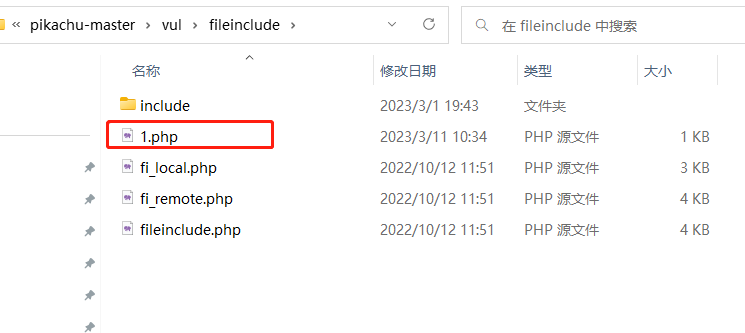 « pikachu-master › vul › fileinclude › 在 fileinclude 中搜索
名称 修改日期 类型 大小
include 2023/3/1 19:43 文件夹
1.php 2023/3/11 10:34 PHP 源文件 1 KB
fi_local.php 2022/10/12 11:51 PHP 源文件 3 KB
fi_remote.php 2022/10/12 11:51 PHP 源文件 4 KB
fileinclude.php 2022/10/12 11:51 PHP 源文件 4 KB